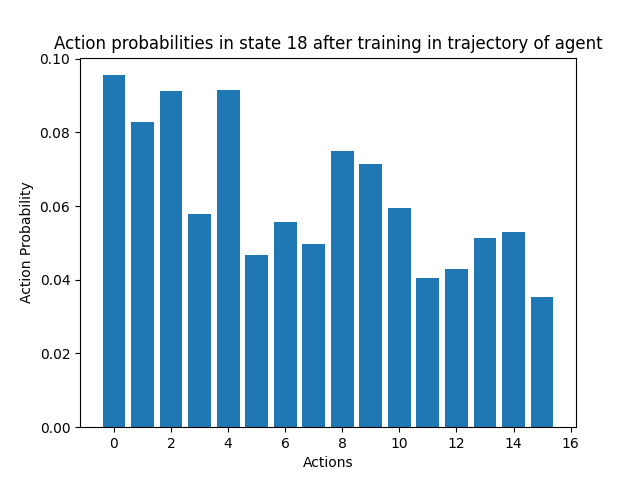 Action probabilities in state 18 after training in trajectory of agent
0.10
0.08
0.06
0.04
0.02
0.00
Action Probability
0 2 4 6 8 10 12 14 16
Actions